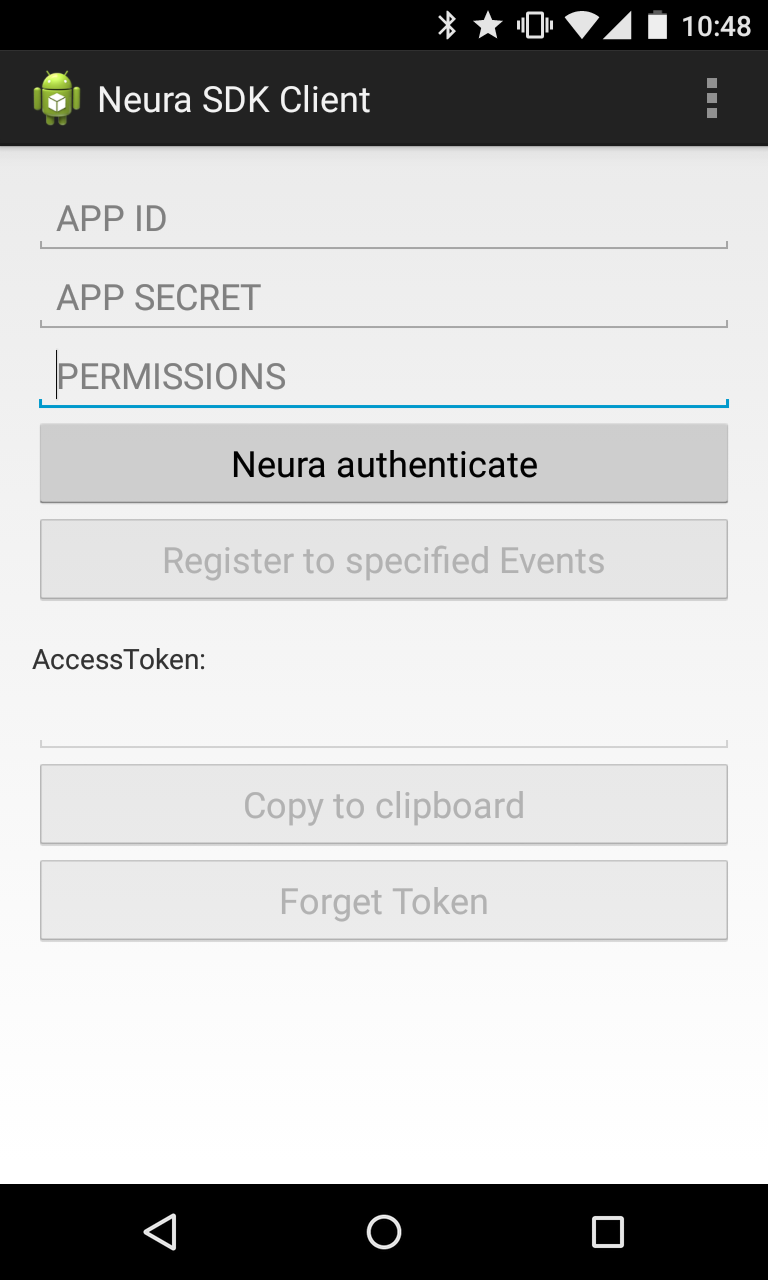 10:48
Neura SDK Client
APP ID
APP SECRET
PERMISSIONS
Neura authenticate
Register to specified Events
AccessToken:
Copy to clipboard
Forget Token